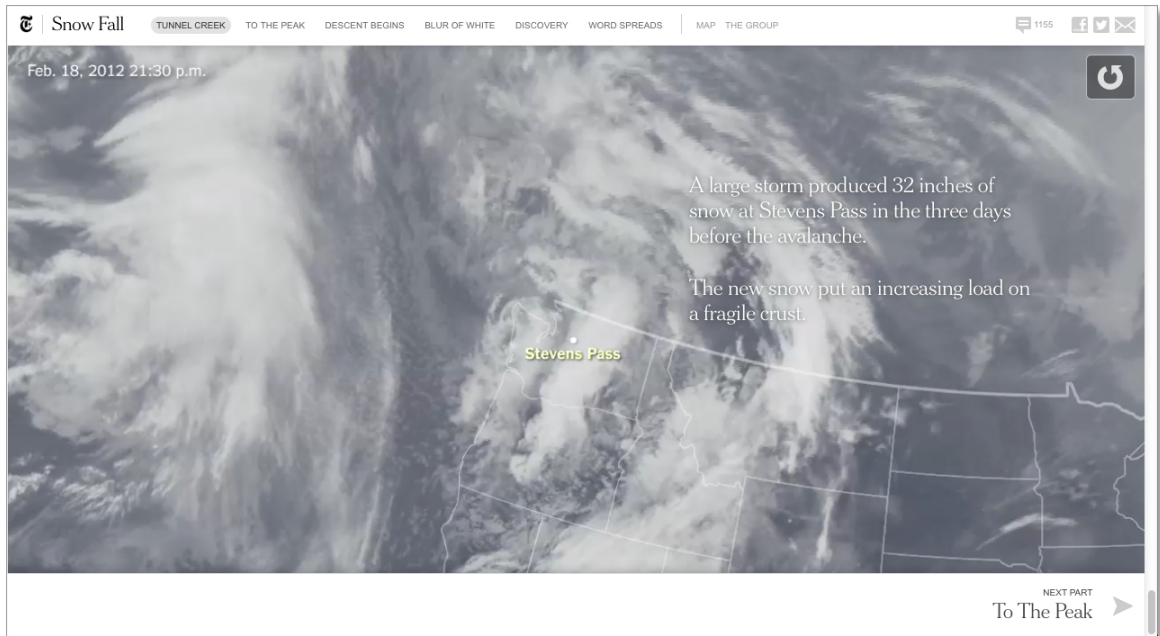 Snow Fall
TUNNEL CREEK
TO THE PEAK
DESCENT BEGINS
BLUR OF WHITE
DISCOVERY
WORD SPREADS
MAP
THE GROUP
1155
Feb. 18, 2012 21:30 p.m.
A large storm produced 32 inches of
snow at Stevens Pass in the three days
before the avalanche.
The new snow put an increasing load on
a fragile crust.
Stevens Pass
NEXT PART
To The Peak